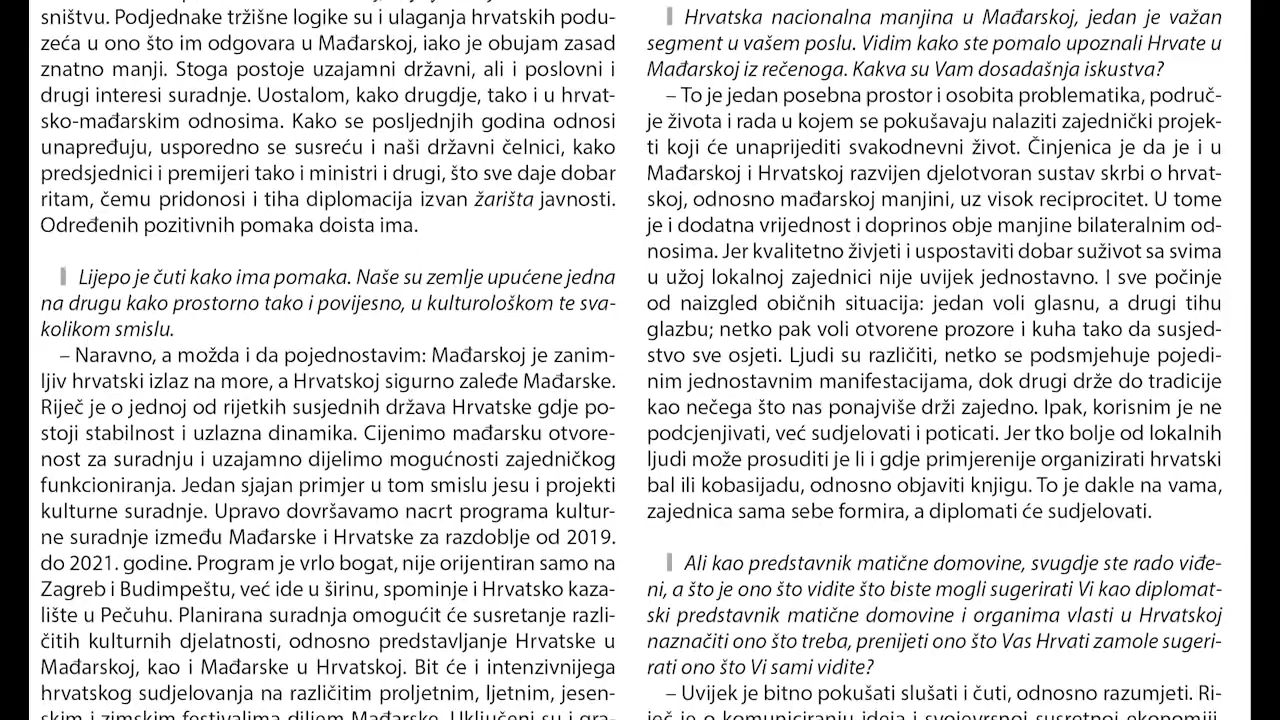 sništvu. Podjednake tržišne logike su i ulaganja hrvatskih podu-
zeća u ono što im odgovara u Mađarskoj, iako je obujam zasad
znatno manji. Stoga postoje uzajamni državni, ali i poslovni i
drugi interesi suradnje. Uostalom, kako drugdje, tako i u hrvat-
sko-mađarskim odnosima. Kako se posljednjih godina odnosi
unapređuju, usporedno se susreću i naši državni čelnici, kako
predsjednici i premijeri tako i ministri i drugi, što sve daje dobar
ritam, čemu pridonosi i tiha diplomacija izvan žarišta javnosti.
Određenih pozitivnih pomaka doista ima.
Lijepo je čuti kako ima pomaka. Naše su zemlje upućene jedna
na drugu kako prostorno tako i povijesno, u kulturološkom te sva-
kolikom smislu.
– Naravno, a možda i da pojednostavim: Mađarskoj je zanim-
ljiv hrvatski izlaz na more, a Hrvatskoj sigurno zaleđe Mađarske.
Riječ je o jednoj od rijetkih susjednih država Hrvatske gdje po-
stoji stabilnost i uzlazna dinamika. Cijenimo mađarsku otvore-
nost za suradnju i uzajamno dijelimo mogućnosti zajedničkog
funkcioniranja. Jedan sjajan primjer u tom smislu jesu i projekti
kulturne suradnje. Upravo dovršavamo nacrt programa kultur-
ne suradnje između Mađarske i Hrvatske za razdoblje od 2019.
do 2021. godine. Program je vrlo bogat, nije orijentiran samo na
Zagreb i Budimpeštu, već ide u širinu, spominje i Hrvatsko kaza-
lište u Pečuhu. Planirana suradnja omogućit će susretanje razli-
čitih kulturnih djelatnosti, odnosno predstavljanje Hrvatske u
Mađarskoj, kao i Mađarske u Hrvatskoj. Bit će i intenzivnijega
hrvatskog sudjelovanja na različitim proljetnim, ljetnim, jesen-
skim i zimskim festivalima diljem Mađarske. Uključeni su i gra-
Hrvatska nacionalna manjina u Mađarskoj, jedan je važan
segment u vašem poslu. Vidim kako ste pomalo upoznali Hrvate u
Mađarskoj iz rečenoga. Kakva su Vam dosadašnja iskustva?
– To je jedan posebna prostor i osobita problematika, područ-
je života i rada u kojem se pokušavaju nalaziti zajednički projek-
ti koji će unaprijediti svakodnevni život. Činjenica je da je i u
Mađarskoj i Hrvatskoj razvijen djelotvoran sustav skrbi o hrvat-
skoj, odnosno mađarskoj manjini, uz visok reciprocitet. U tome
je i dodatna vrijednost i doprinos obje manjine bilateralnim od-
nosima. Jer kvalitetno živjeti i uspostaviti dobar suživot sa svima
u užoj lokalnoj zajednici nije uvijek jednostavno. I sve počinje
od naizgled običnih situacija: jedan voli glasnu, a drugi tihu
glazbu; netko pak voli otvorene prozore i kuha tako da susjed-
stvo sve osjeti. Ljudi su različiti, netko se podsmjehuje pojedi-
nim jednostavnim manifestacijama, dok drugi drže do tradicije
kao nečega što nas ponajviše drži zajedno. Ipak, korisnim je ne
podcjenjivati, već sudjelovati i poticati. Jer tko bolje od lokalnih
ljudi može prosuditi je li i gdje primjerenije organizirati hrvatski
bal ili kobasijadu, odnosno objaviti knjigu. To je dakle na vama,
zajednica sama sebe formira, a diplomati će sudjelovati.
Ali kao predstavnik matične domovine, svugdje ste rado viđe-
ni, a što je ono što vidite što biste mogli sugerirati Vi kao diplomat-
ski predstavnik matične domovine i organima vlasti u Hrvatskoj
naznačiti ono što treba, prenijeti ono što Vas Hrvati zamole sugeri-
rati ono što Vi sami vidite?
– Uvijek je bitno pokušati slušati i čuti, odnosno razumjeti. Ri-
ječ je o komuniciranju ideja i svojevrsnoj susretnoj ekonomiji,